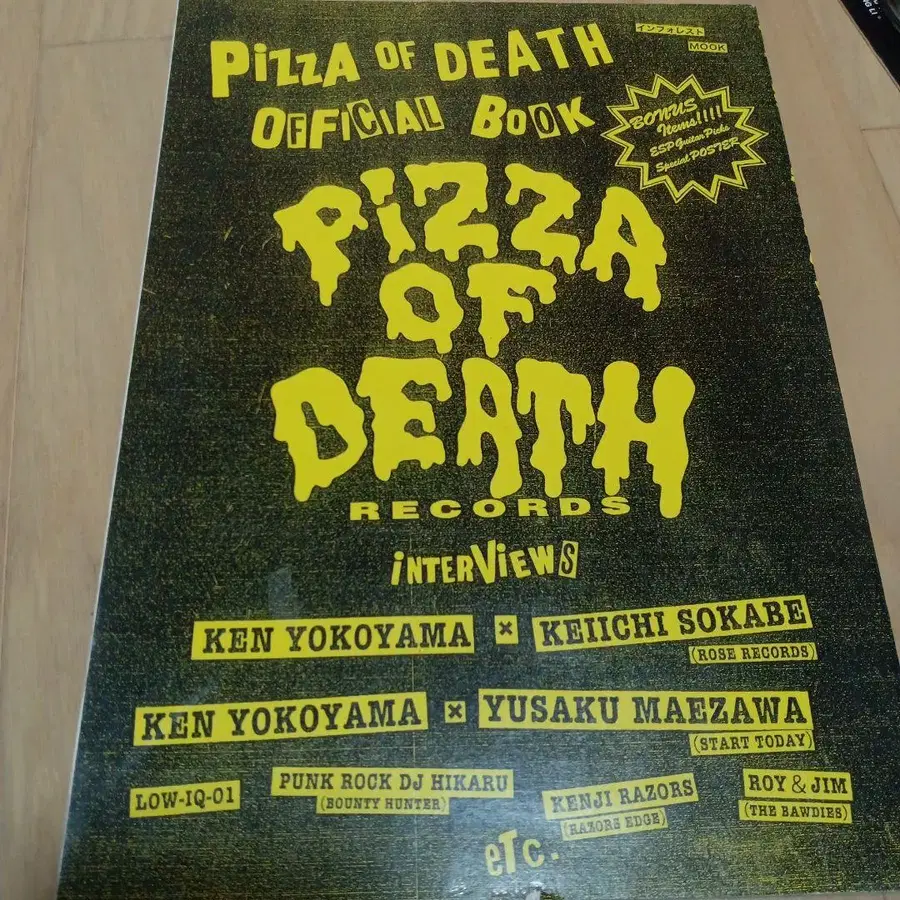 PiZZA OF DEATH
インフォレスト
MOOK
OFFICIAL BOOK
BONUS
Items!!!!
ESP Guitar Picks
Special POSTER
PiZZA
OF
DEATH
RECORDS
iNTERViEWS
KEN YOKOYAMA × KEIICHI SOKABE
(ROSE RECORDS)
KEN YOKOYAMA × YUSAKU MAEZAWA
(START TODAY)
LOW-IQ-01
PUNK ROCK DJ HIKARU
(BOUNTY HUNTER)
KENJI RAZORS
(RAZORS EDGE)
ROY & JIM
(THE BAWDIES)
eTc.